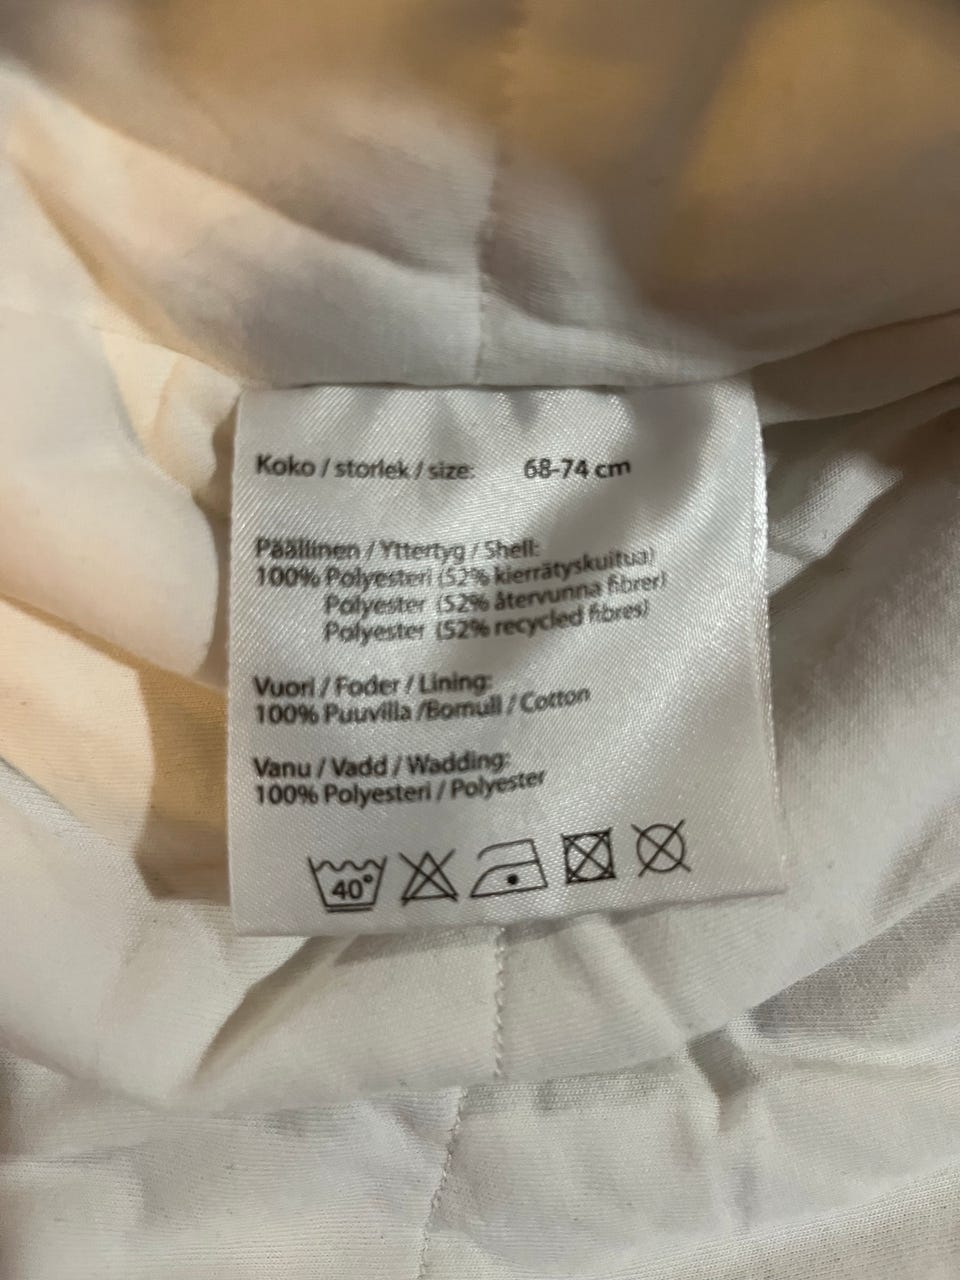 Koko / storlek / size: 68-74 cm
Päällinen / Yttertyg / Shell:
100% Polyesteri (52% kierrätyskuitua)
Polyester (52% återvunna fibrer)
Polyester (52% recycled fibres)
Vuori / Foder / Lining:
100% Puuvilla /Bomull / Cotton
Vanu / Vadd / Wadding:
100% Polyesteri / Polyester
40°